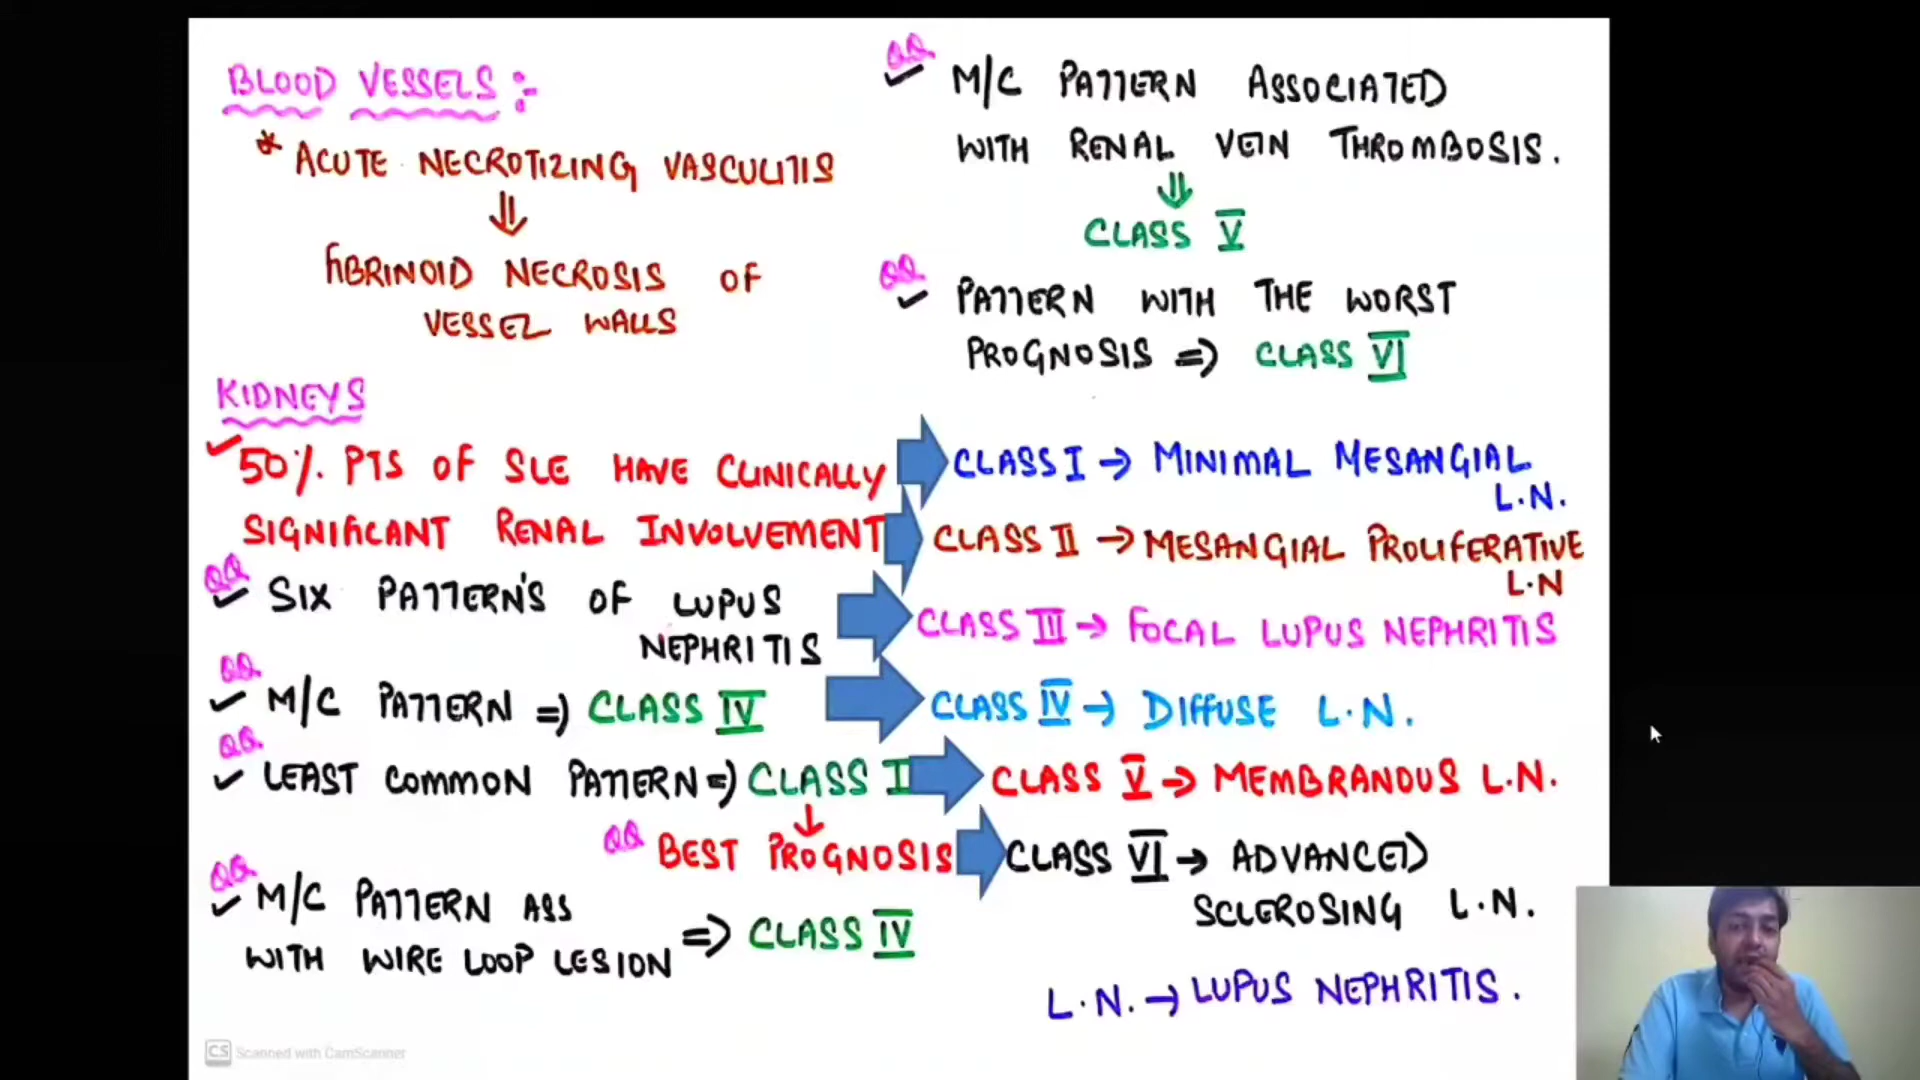 BLOOD VESSELS :-
* ACUTE NECROTIZING VASCULITIS
⇓
FIBRINOID NECROSIS OF
VESSEL WALLS
KIDNEYS
✓ 50% PTS OF SLE HAVE CLINICALLY
SIGNIFICANT RENAL INVOLVEMENT
QQ
✓ SIX PATTERN'S OF LUPUS
NEPHRITIS
QQ
✓ M/C PATTERN => CLASS IV
QQ
✓ LEAST COMMON PATTERN => CLASS I
↓
QQ BEST PROGNOSIS
QQ
✓ M/C PATTERN ASS
WITH WIRE LOOP LESION => CLASS IV
QQ
✓ M/C PATTERN ASSOCIATED
WITH RENAL VEIN THROMBOSIS.
⇓
CLASS V
QQ
✓ PATTERN WITH THE WORST
PROGNOSIS => CLASS VI
CLASS I → MINIMAL MESANGIAL
L.N.
CLASS II → MESANGIAL PROLIFERATIVE
L.N
CLASS III → FOCAL LUPUS NEPHRITIS
CLASS IV → DIFFUSE L.N.
CLASS V → MEMBRANOUS L.N.
CLASS VI → ADVANCED
SCLEROSING L.N.
L.N. → LUPUS NEPHRITIS.
CS Scanned with CamScanner